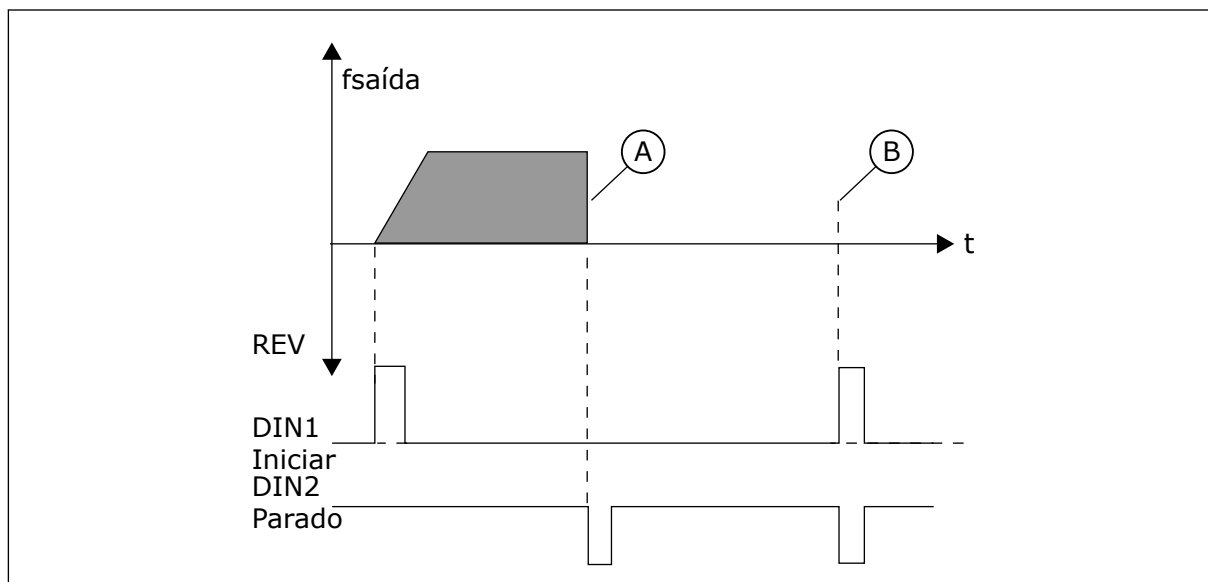 fsaída
A
B
t
REV
DIN1
Iniciar
DIN2
Parado